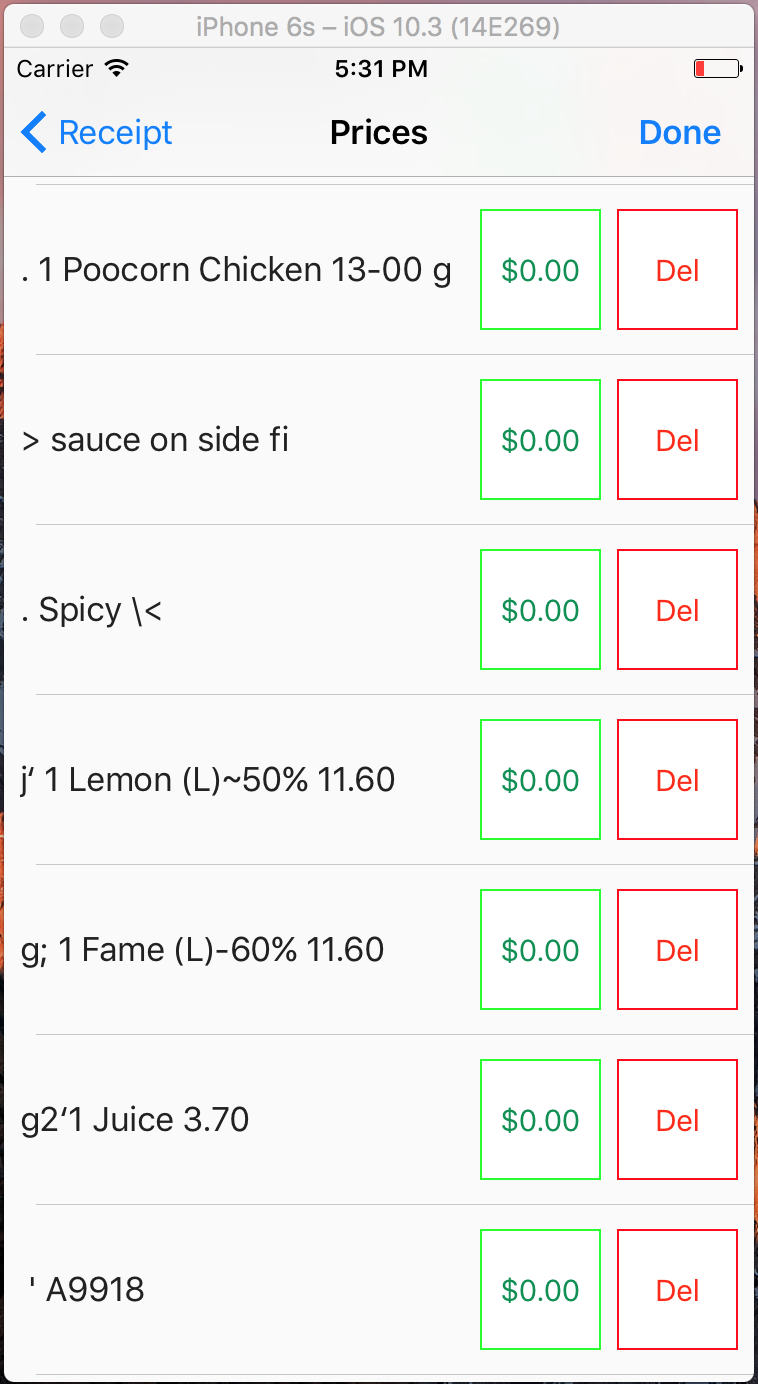 iPhone 6s – iOS 10.3 (14E269)
Carrier 5:31 PM
Receipt Prices Done
. 1 Poocorn Chicken 13-00 g $0.00 Del
> sauce on side fi $0.00 Del
. Spicy \< $0.00 Del
j‘ 1 Lemon (L)~50% 11.60 $0.00 Del
g; 1 Fame (L)-60% 11.60 $0.00 Del
g2‘1 Juice 3.70 $0.00 Del
' A9918 $0.00 Del